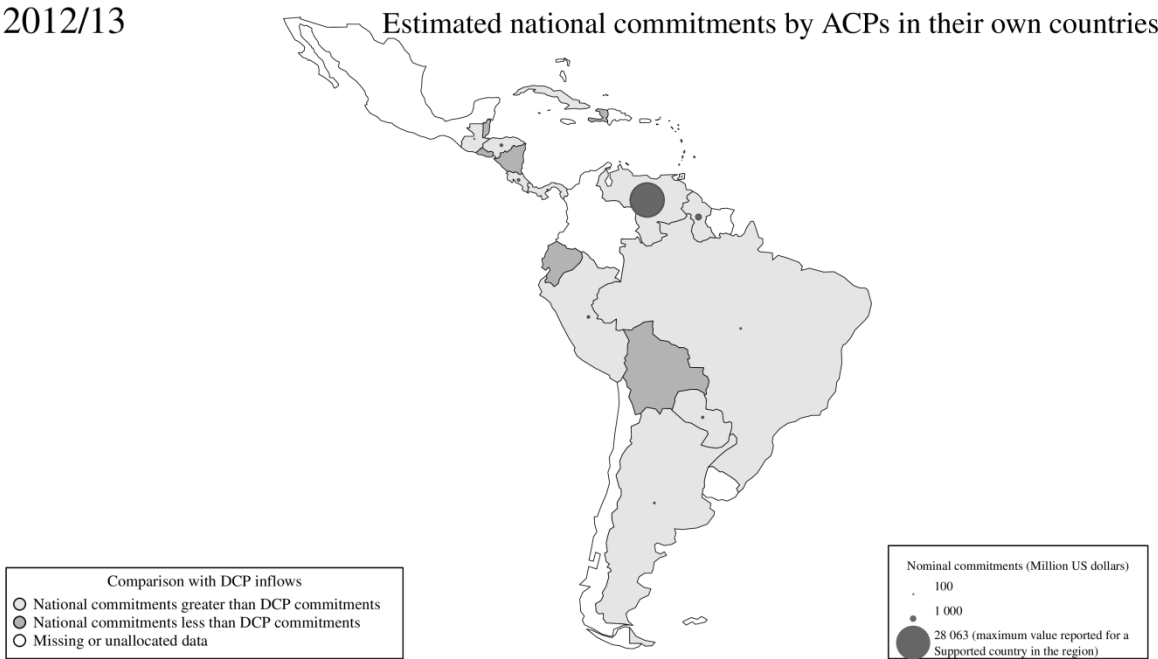 2012/13
Estimated national commitments by ACPs in their own countries
Comparison with DCP inflows
National commitments greater than DCP commitments
National commitments less than DCP commitments
Missing or unallocated data
Nominal commitments (Million US dollars)
100
1 000
28 063 (maximum value reported for a
Supported country in the region)